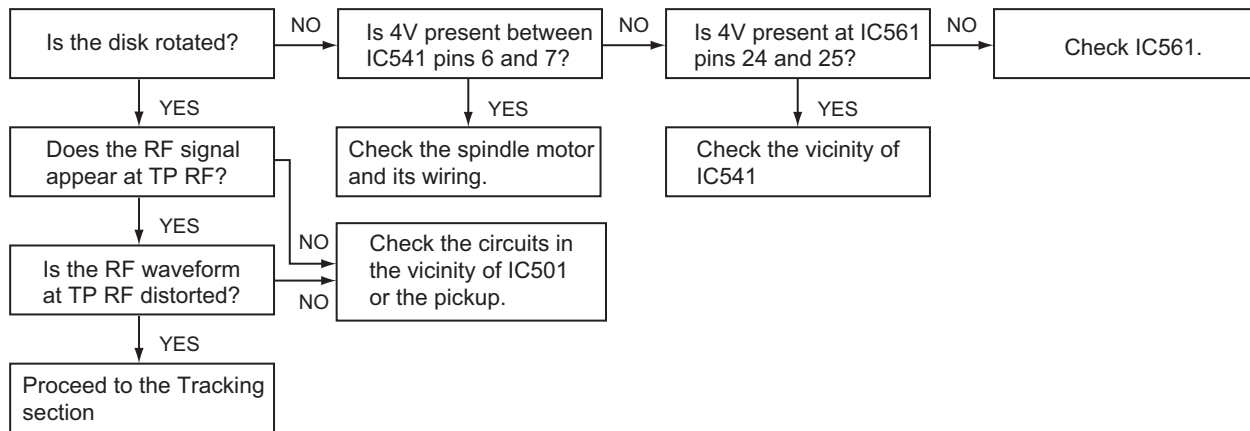 Is the disk rotated?
NO
Is 4V present between
IC541 pins 6 and 7?
NO
Is 4V present at IC561
pins 24 and 25?
NO
Check IC561.
YES
YES
YES
Does the RF signal
appear at TP RF?
Check the spindle motor
and its wiring.
Check the vicinity of
IC541
YES
NO
Is the RF waveform
at TP RF distorted?
NO
Check the circuits in
the vicinity of IC501
or the pickup.
YES
Proceed to the Tracking
section